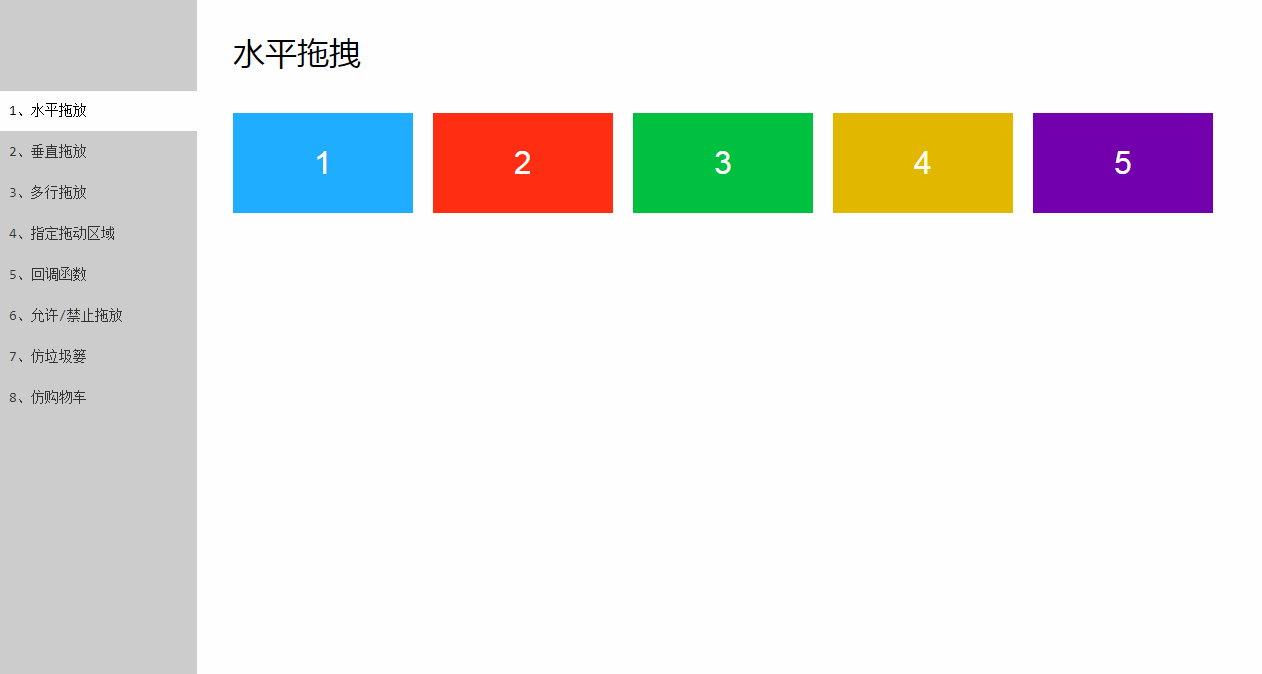 水平拖拽
1、水平拖放
2、垂直拖放
3、多行拖放
4、指定拖动区域
5、回调函数
6、允许/禁止拖放
7、仿垃圾篓
8、仿购物车
1 2 3 4 5